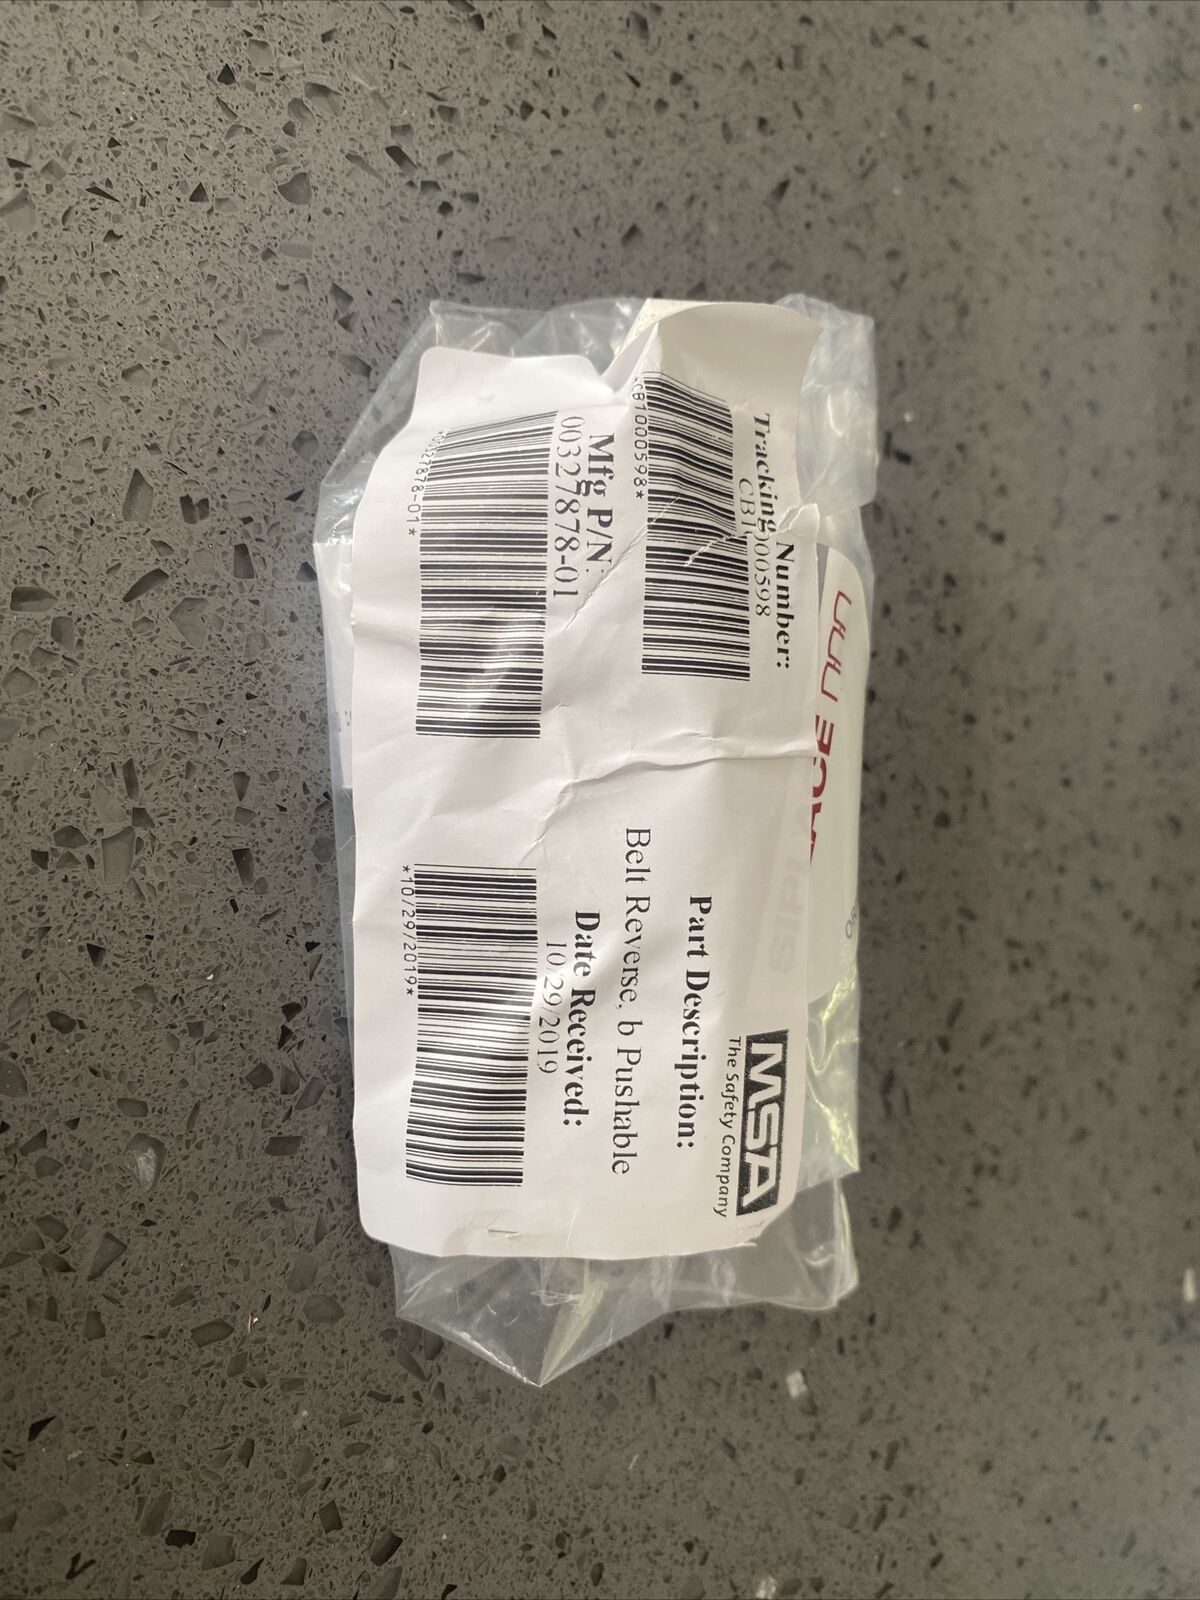 Tracking Number:
CB1000598
*CB1000598*
Mfg P/N
00327878-01
*00327878-01*
MSA
The Safety Company
Part Description:
Belt Reverse, b Pushable
Date Received:
10/29/2019
*10/29/2019*